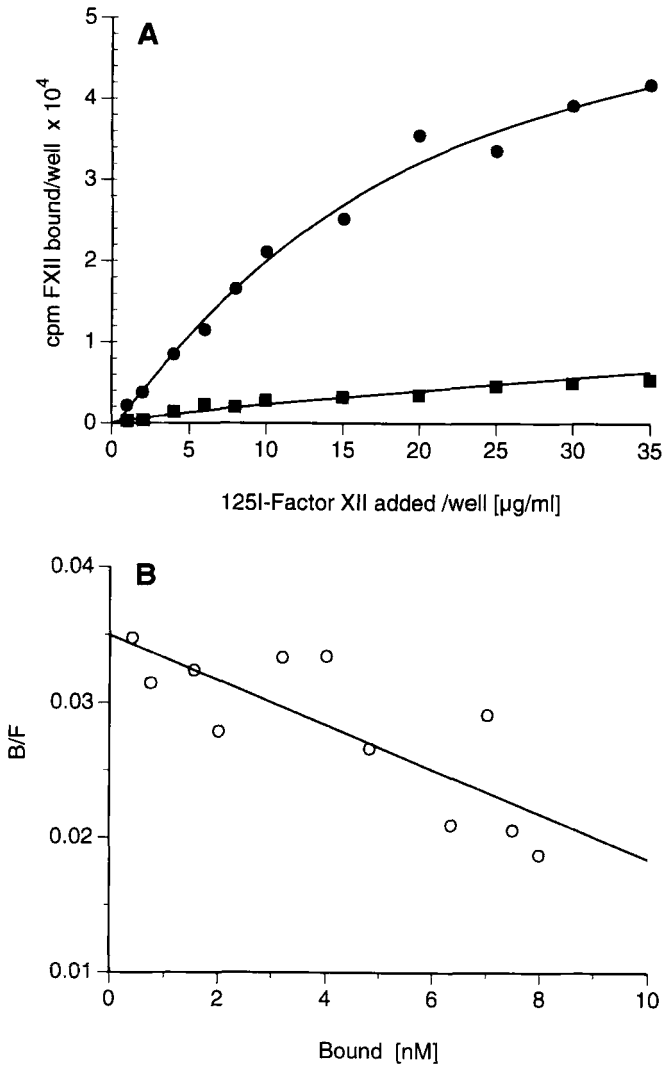 A
5
4
3
2
1
0
cpm FXII bound/well x 10⁴
0 5 10 15 20 25 30 35
125I-Factor XII added /well [µg/ml]
B
0.04
0.03
0.02
0.01
B/F
0 2 4 6 8 10
Bound [nM]